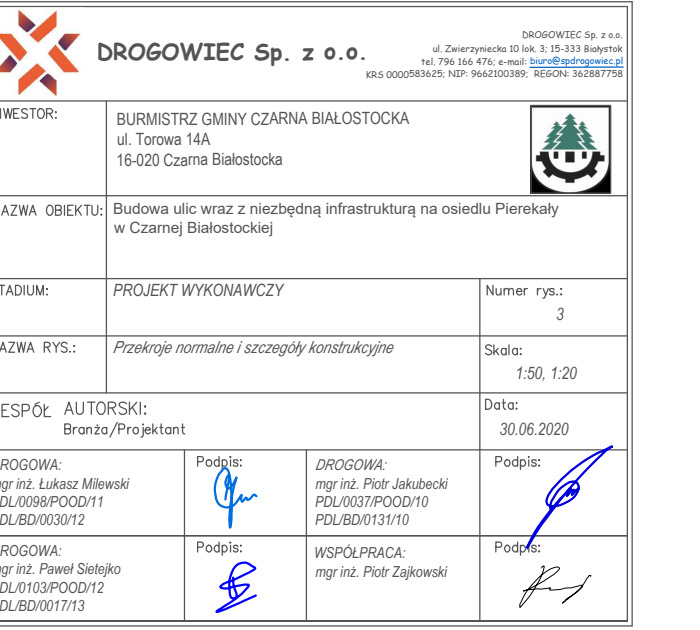 DROGOWIEC Sp. z o.o.
DROGOWIEC Sp. z o.o.
ul. Zwierzyniecka 10 lok. 3; 15-333 Białystok
tel. 796 166 476; e-mail: biuro@spdrogowiec.pl
KRS 0000583625; NIP: 9662100389; REGON: 362887758
NWESTOR:
BURMISTRZ GMINY CZARNA BIAŁOSTOCKA
ul. Torowa 14A
16-020 Czarna Białostocka
AZWA OBIEKTU:
Budowa ulic wraz z niezbędną infrastrukturą na osiedlu Pierekały
w Czarnej Białostockiej
TADIUM:
PROJEKT WYKONAWCZY
Numer rys.:
3
AZWA RYS.:
Przekroje normalne i szczegóły konstrukcyjne
Skala:
1:50, 1:20
ESPÓŁ AUTORSKI:
Branża/Projektant
Data:
30.06.2020
ROGOWA:
mgr inż. Łukasz Milewski
PDL/0098/POOD/11
PDL/BD/0030/12
Podpis:
DROGOWA:
mgr inż. Piotr Jakubecki
PDL/0037/POOD/10
PDL/BD/0131/10
Podpis:
ROGOWA:
mgr inż. Paweł Sietejko
PDL/0103/POOD/12
PDL/BD/0017/13
Podpis:
WSPÓŁPRACA:
mgr inż. Piotr Zajkowski
Podpis: